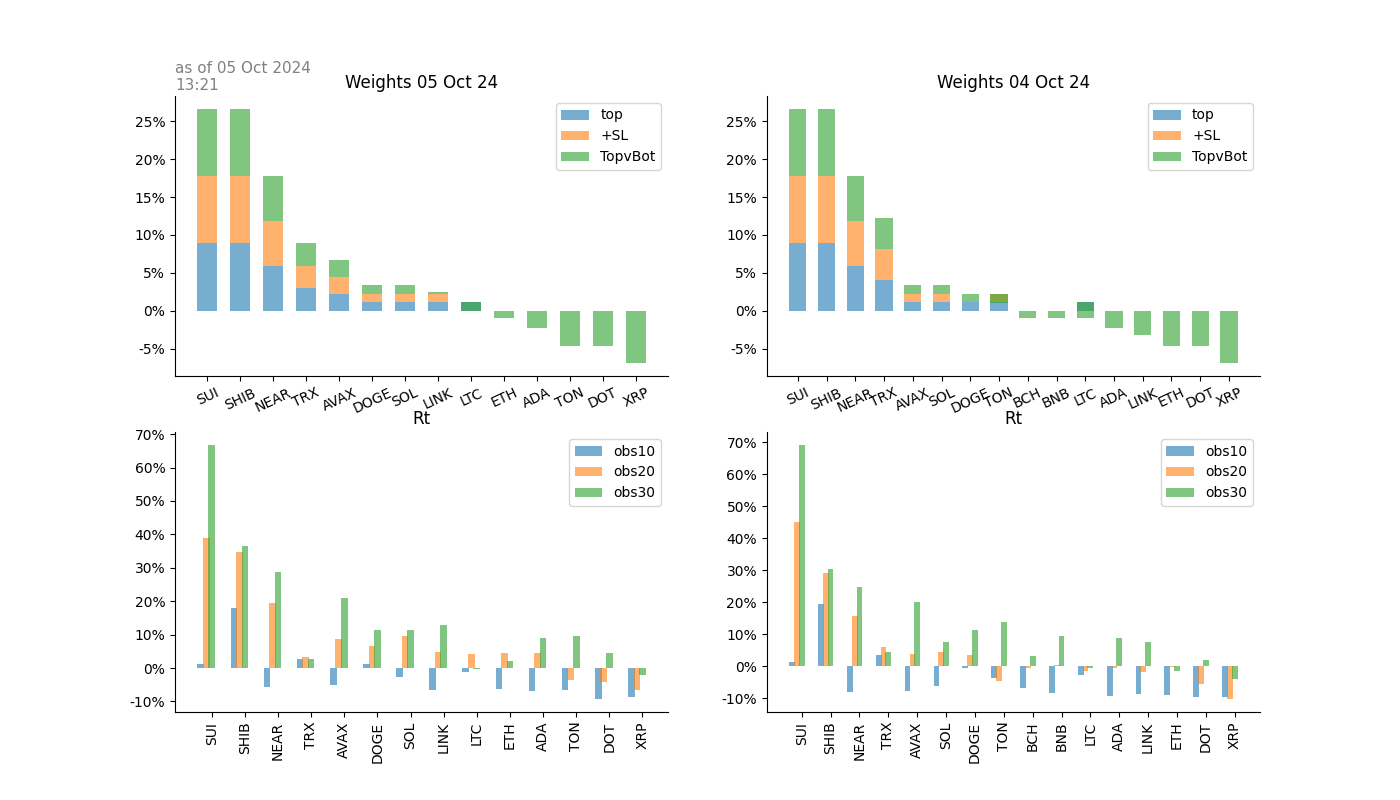 as of 05 Oct 2024
13:21
Weights 05 Oct 24
25%
20%
15%
10%
5%
0%
-5%
top
+SL
TopvBot
SUI SHIB NEAR TRX AVAX DOGE SOL LINK LTC ETH ADA TON DOT XRP
Weights 04 Oct 24
25%
20%
15%
10%
5%
0%
-5%
top
+SL
TopvBot
SUI SHIB NEAR TRX AVAX SOL DOGE TON BCH BNB LTC ADA LINK ETH DOT XRP
Rt
70%
60%
50%
40%
30%
20%
10%
0%
-10%
obs10
obs20
obs30
SUI SHIB NEAR TRX AVAX DOGE SOL LINK LTC ETH ADA TON DOT XRP
Rt
70%
60%
50%
40%
30%
20%
10%
0%
-10%
obs10
obs20
obs30
SUI SHIB NEAR TRX AVAX SOL DOGE TON BCH BNB LTC ADA LINK ETH DOT XRP